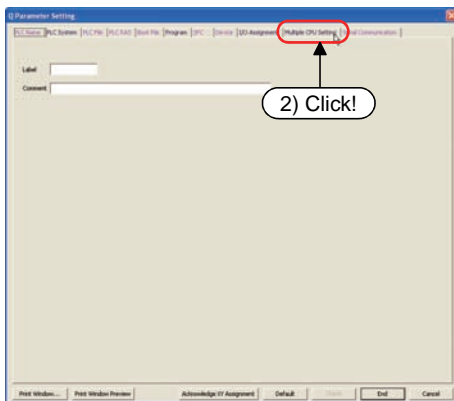 Q Parameter Setting
PLC Name PLC System PLC File PLC RAS Boot File Program SFC Device I/O Assignment Multiple CPU Setting Serial Communication
Label
Comment
2) Click!
Print Window... Print Window Preview Acknowledge XY Assignment Default Check End Cancel